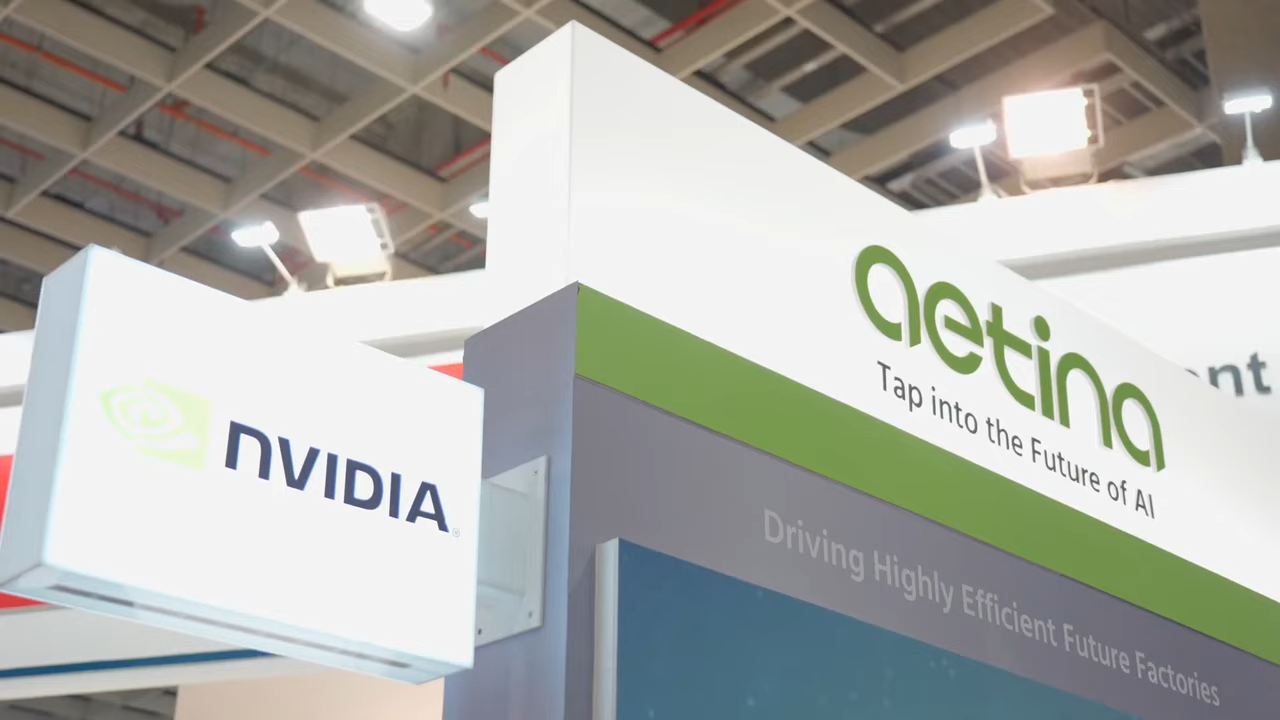 nVIDIA
aetina
Tap into the Future of AI
Driving Highly Efficient Future Factories